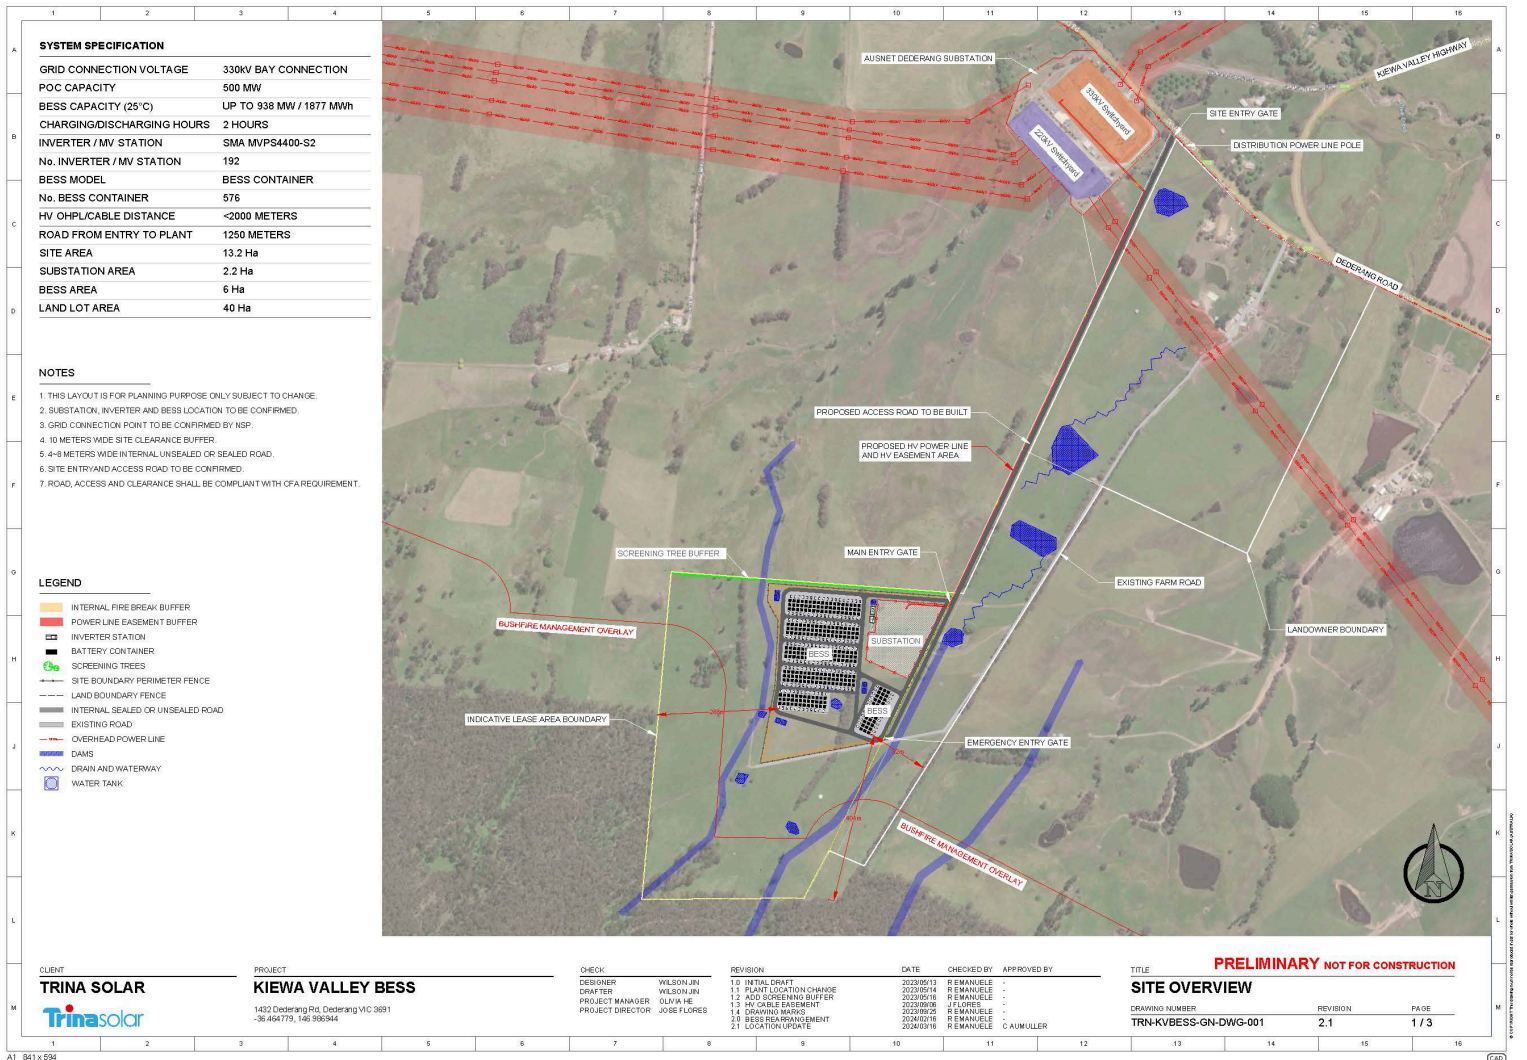 SYSTEM SPECIFICATION
GRID CONNECTION VOLTAGE 330kV BAY CONNECTION
POC CAPACITY 500 MW
BESS CAPACITY (25°C) UP TO 938 MW / 1877 MWh
CHARGING/DISCHARGING HOURS 2 HOURS
INVERTER / MV STATION SMA MVPS4400-S2
No. INVERTER / MV STATION 192
BESS MODEL BESS CONTAINER
No. BESS CONTAINER 576
HV OHPL/CABLE DISTANCE <2000 METERS
ROAD FROM ENTRY TO PLANT 1250 METERS
SITE AREA 13.2 Ha
SUBSTATION AREA 2.2 Ha
BESS AREA 6 Ha
LAND LOT AREA 40 Ha
NOTES
1. THIS LAYOUT IS FOR PLANNING PURPOSE ONLY SUBJECT TO CHANGE.
2. SUBSTATION, INVERTER AND BESS LOCATION TO BE CONFIRMED.
3. GRID CONNECTION POINT TO BE CONFIRMED BY NSP.
4. 10 METERS WIDE SITE CLEARANCE BUFFER.
5. 4~8 METERS WIDE INTERNAL UNSEALED OR SEALED ROAD.
6. SITE ENTRYAND ACCESS ROAD TO BE CONFIRMED.
7. ROAD, ACCESS AND CLEARANCE SHALL BE COMPLIANT WITH CFA REQUIREMENT.
LEGEND
INTERNAL FIRE BREAK BUFFER
POWER LINE EASEMENT BUFFER
INVERTER STATION
BATTERY CONTAINER
SCREENING TREES
SITE BOUNDARY PERIMETER FENCE
LAND BOUNDARY FENCE
INTERNAL SEALED OR UNSEALED ROAD
EXISTING ROAD
OVERHEAD POWER LINE
DAMS
DRAIN AND WATERWAY
WATER TANK
AUSNET DEDERANG SUBSTATION
330kV Switchyard
220kV Switchyard
KIEWA VALLEY HIGHWAY
SITE ENTRY GATE
DISTRIBUTION POWER LINE POLE
DEDERANG ROAD
PROPOSED ACCESS ROAD TO BE BUILT
PROPOSED HV POWER LINE
AND HV EASEMENT AREA
SCREENING TREE BUFFER
MAIN ENTRY GATE
EXISTING FARM ROAD
BUSHFIRE MANAGEMENT OVERLAY
LANDOWNER BOUNDARY
SUBSTATION
BESS
BESS
INDICATIVE LEASE AREA BOUNDARY
EMERGENCY ENTRY GATE
BUSHFIRE MANAGEMENT OVERLAY
N
CLIENT
TRINA SOLAR
Trinasolar
PROJECT
KIEWA VALLEY BESS
1432 Dederang Rd, Dederang VIC 3691
-36.464779, 146.986944
CHECK
DESIGNER WILSON JIN
DRAFTER WILSON JIN
PROJECT MANAGER OLIVIA HE
PROJECT DIRECTOR JOSE FLORES
REVISION DATE CHECKED BY APPROVED BY
1.0 INITIAL DRAFT 2023/05/13 R EMANUELE -
1.1 PLANT LOCATION CHANGE 2023/05/14 R EMANUELE -
1.2 ADD SCREENING BUFFER 2023/05/16 R EMANUELE -
1.3 HV CABLE EASEMENT 2023/09/06 J FLORES -
1.4 DRAWING MARKS 2023/09/25 R EMANUELE -
2.0 BESS REARRANGEMENT 2024/02/16 R EMANUELE -
2.1 LOCATION UPDATE 2024/03/16 R EMANUELE C AUMULLER
PRELIMINARY NOT FOR CONSTRUCTION
TITLE
SITE OVERVIEW
DRAWING NUMBER REVISION PAGE
TRN-KVBESS-GN-DWG-001 2.1 1 / 3
1 2 3 4 5 6 7 8 9 10 11 12 13 14 15 16
A B C D E F G H J K L M
A1 841 x 594
CAD